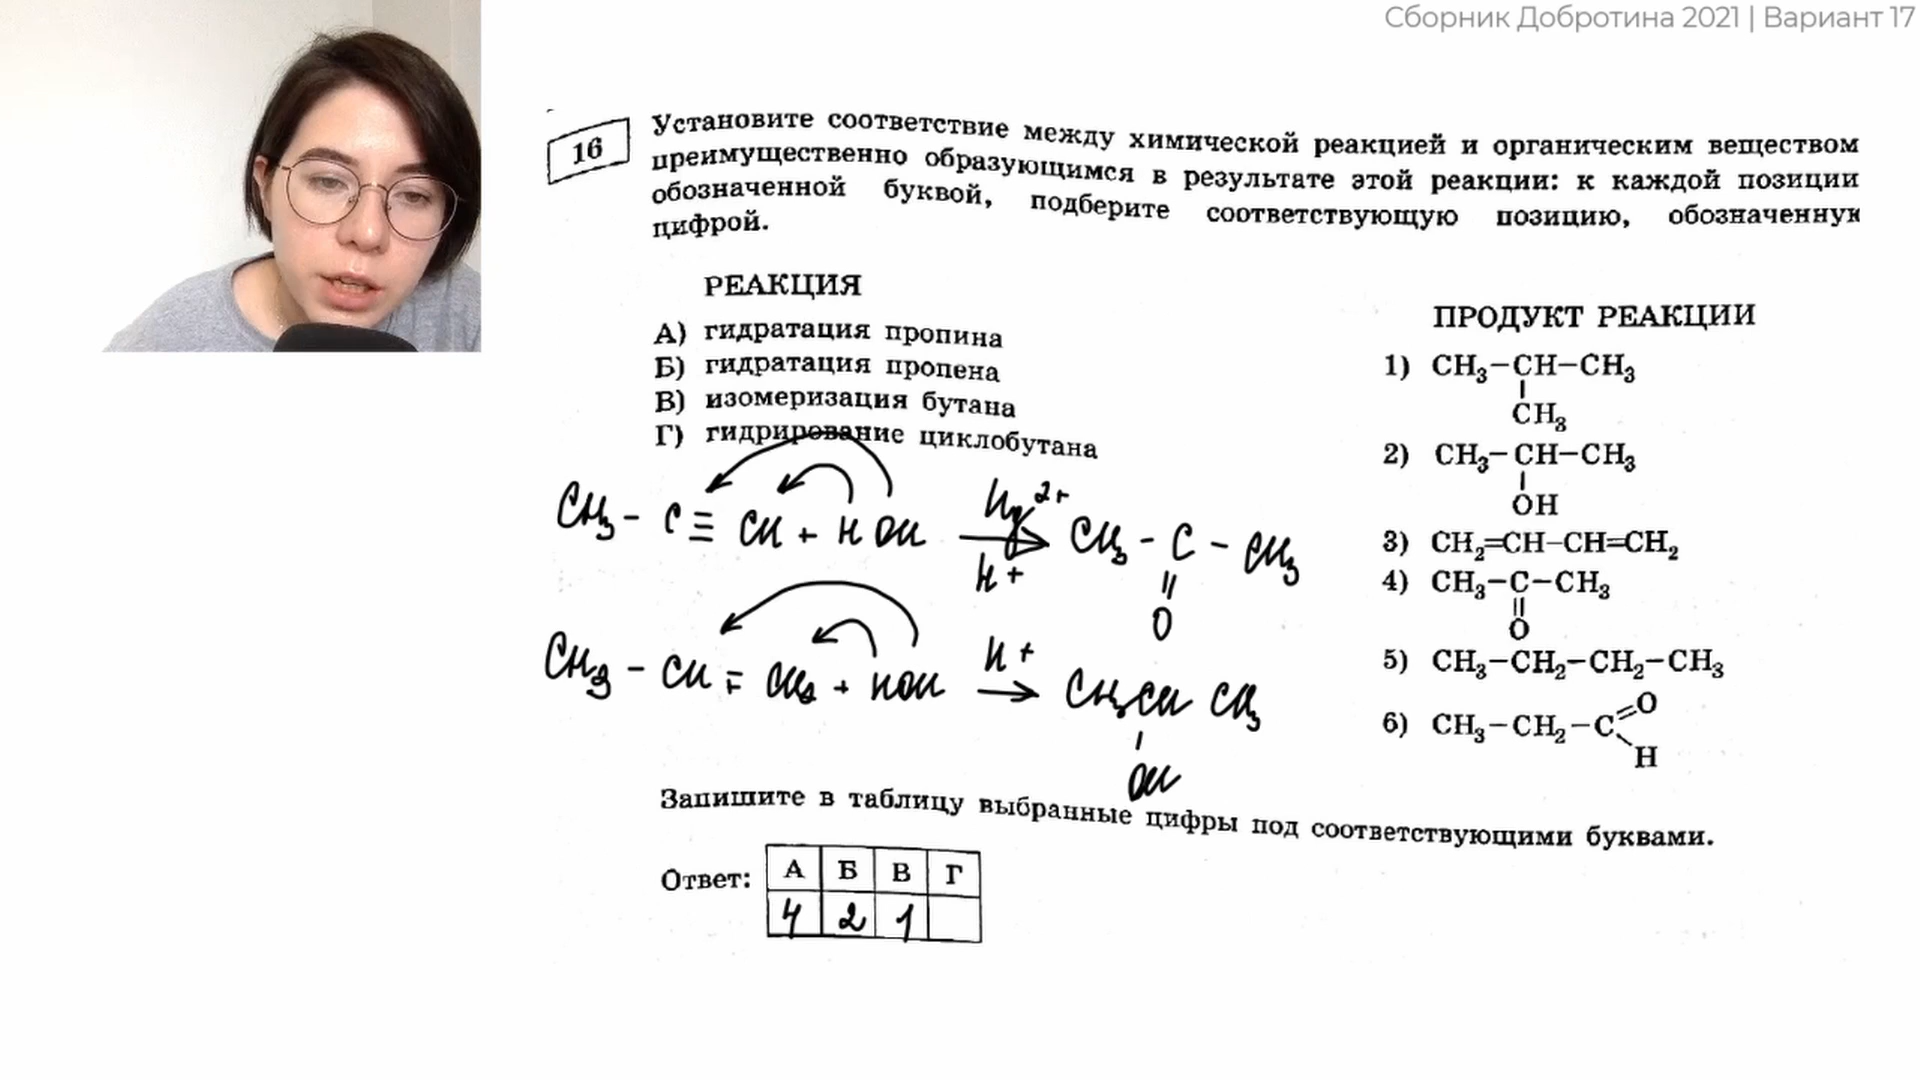 Сборник Добротина 2021 | Вариант 17
16
Установите соответствие между химической реакцией и органическим веществом
преимущественно образующимся в результате этой реакции: к каждой позиции
обозначенной буквой, подберите соответствующую позицию, обозначенную
цифрой.
РЕАКЦИЯ
А) гидратация пропина
Б) гидратация пропена
В) изомеризация бутана
Г) гидрирование циклобутана
ПРОДУКТ РЕАКЦИИ
1) CH₃–CH–CH₃
CH₃
2) CH₃–CH–CH₃
OH
3) CH₂=CH–CH=CH₂
4) CH₃–C–CH₃
O
5) CH₃–CH₂–CH₂–CH₃
6) CH₃–CH₂–C=O
H
CH₃ - C ≡ CH + H OH → Hg²⁺ H⁺ CH₃ - C - CH₃
O
CH₃ - CH = CH₂ + HOH → H⁺ CH₃CH CH₃
OH
Запишите в таблицу выбранные цифры под соответствующими буквами.
Ответ:
А Б В Г
4 2 1